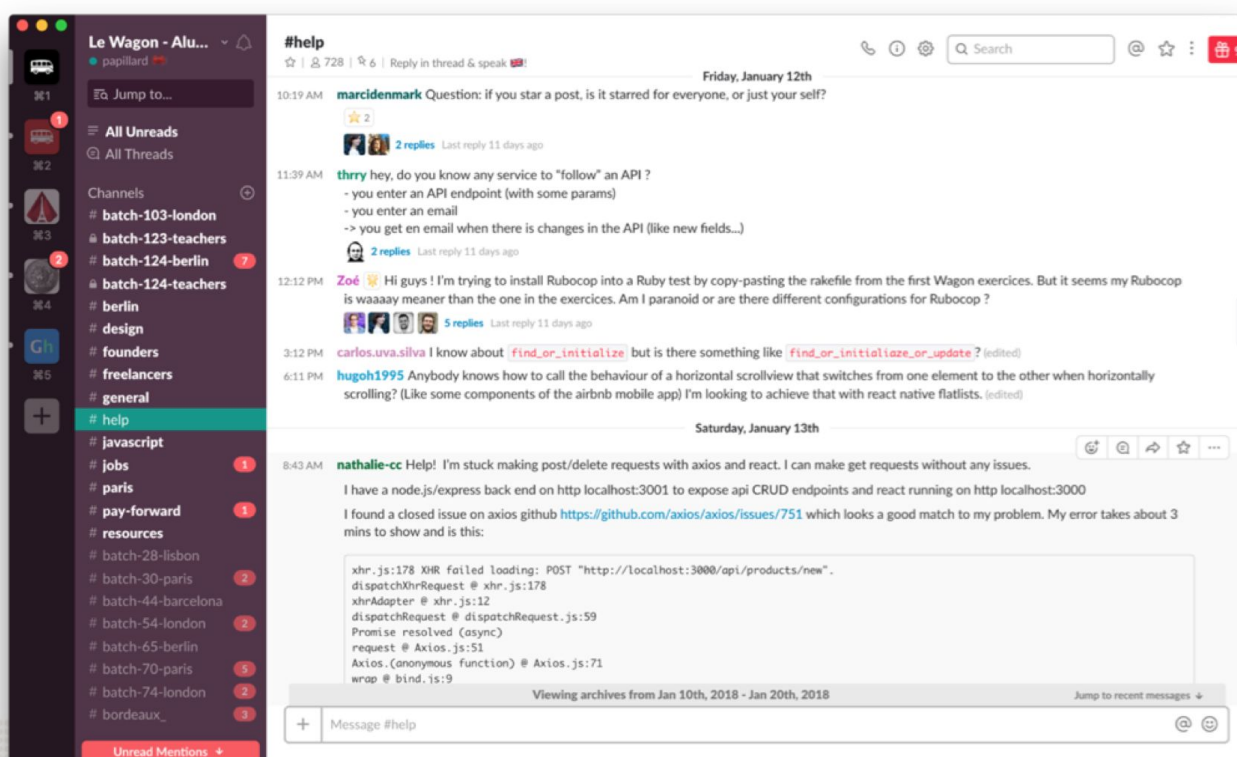 Le Wagon - Alu...
papillard
Jump to...
All Unreads
All Threads
Channels
# batch-103-london
batch-123-teachers
# batch-124-berlin 7
batch-124-teachers
# berlin
# design
# founders
# freelancers
# general
# help
# javascript
# jobs 1
# paris
# pay-forward 1
# resources
# batch-28-lisbon
# batch-30-paris 2
# batch-44-barcelona
# batch-54-london 2
# batch-65-berlin
# batch-70-paris 5
# batch-74-london 2
# bordeaux_ 3
Unread Mentions ↓
⌘1
1
⌘2
⌘3
2
⌘4
Gh
⌘5
#help
728 | 6 | Reply in thread & speak 🇬🇧!
Search
Friday, January 12th
10:19 AM marcidenmark Question: if you star a post, is it starred for everyone, or just your self?
⭐ 2
2 replies Last reply 11 days ago
11:39 AM thrry hey, do you know any service to "follow" an API ?
- you enter an API endpoint (with some params)
- you enter an email
-> you get en email when there is changes in the API (like new fields...)
2 replies Last reply 11 days ago
12:12 PM Zoé Hi guys ! I'm trying to install Rubocop into a Ruby test by copy-pasting the rakefile from the first Wagon exercices. But it seems my Rubocop
is waaaay meaner than the one in the exercices. Am I paranoid or are there different configurations for Rubocop ?
5 replies Last reply 11 days ago
3:12 PM carlos.uva.silva I know about find_or_initialize but is there something like find_or_initialiaze_or_update ? (edited)
6:11 PM hugoh1995 Anybody knows how to call the behaviour of a horizontal scrollview that switches from one element to the other when horizontally
scrolling? (Like some components of the airbnb mobile app) I'm looking to achieve that with react native flatlists. (edited)
Saturday, January 13th
8:43 AM nathalie-cc Help! I'm stuck making post/delete requests with axios and react. I can make get requests without any issues.
I have a node.js/express back end on http localhost:3001 to expose api CRUD endpoints and react running on http localhost:3000
I found a closed issue on axios github https://github.com/axios/axios/issues/751 which looks a good match to my problem. My error takes about 3
mins to show and is this:
xhr.js:178 XHR failed loading: POST "http://localhost:3000/api/products/new".
dispatchXhrRequest @ xhr.js:178
xhrAdapter @ xhr.js:12
dispatchRequest @ dispatchRequest.js:59
Promise resolved (async)
request @ Axios.js:51
Axios.(anonymous function) @ Axios.js:71
wrap @ bind.js:9
Viewing archives from Jan 10th, 2018 - Jan 20th, 2018
Jump to recent messages ↓
+ Message #help @